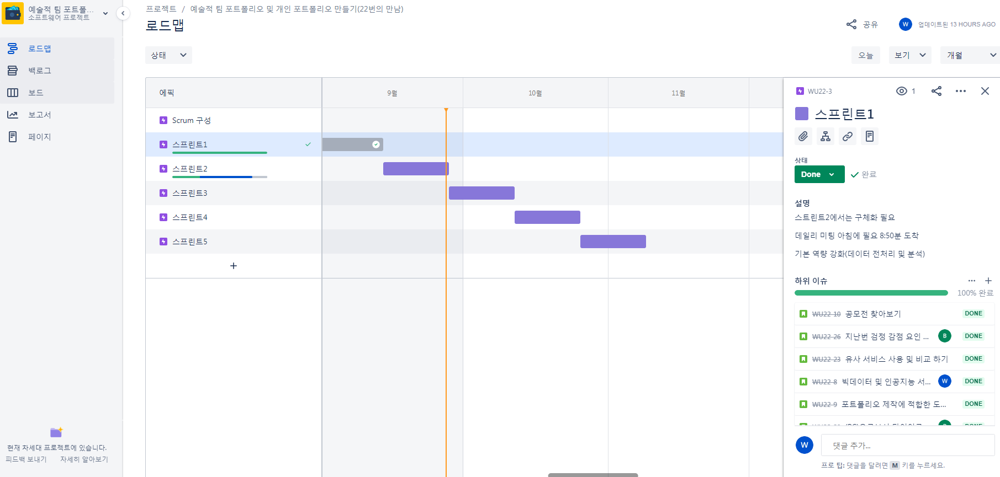 예술적 팀 포트폴...
소프트웨어 프로젝트
로드맵
백로그
보드
보고서
페이지
현재 차세대 프로젝트에 있습니다.
피드백 보내기 자세히 알아보기
프로젝트 / 예술적 팀 포트폴리오 및 개인 포트폴리오 만들기(22번의 만남)
로드맵
공유
W
업데이트된 13 HOURS AGO
상태
오늘
보기
개월
에픽
9월
10월
11월
Scrum 구성
스프린트1
스프린트2
스프린트3
스프린트4
스프린트5
WU22-3
1
스프린트1
상태
Done
완료
설명
스트린트2에서는 구체화 필요
데일리 미팅 아침에 필요 8:50분 도착
기본 역량 강화(데이터 전처리 및 분석)
하위 이슈
100% 완료
WU22-10 공모전 찾아보기 DONE
WU22-26 지난번 검정 감점 요인 ... B DONE
WU22-23 유사 서비스 사용 및 비교 하기 DONE
WU22-8 빅데이터 및 인공지능 서... W DONE
WU22-9 포트폴리오 제작에 적합한 도... DONE
W
댓글 추가...
프로 팁: 댓글을 달려면 M 키를 누르세요.